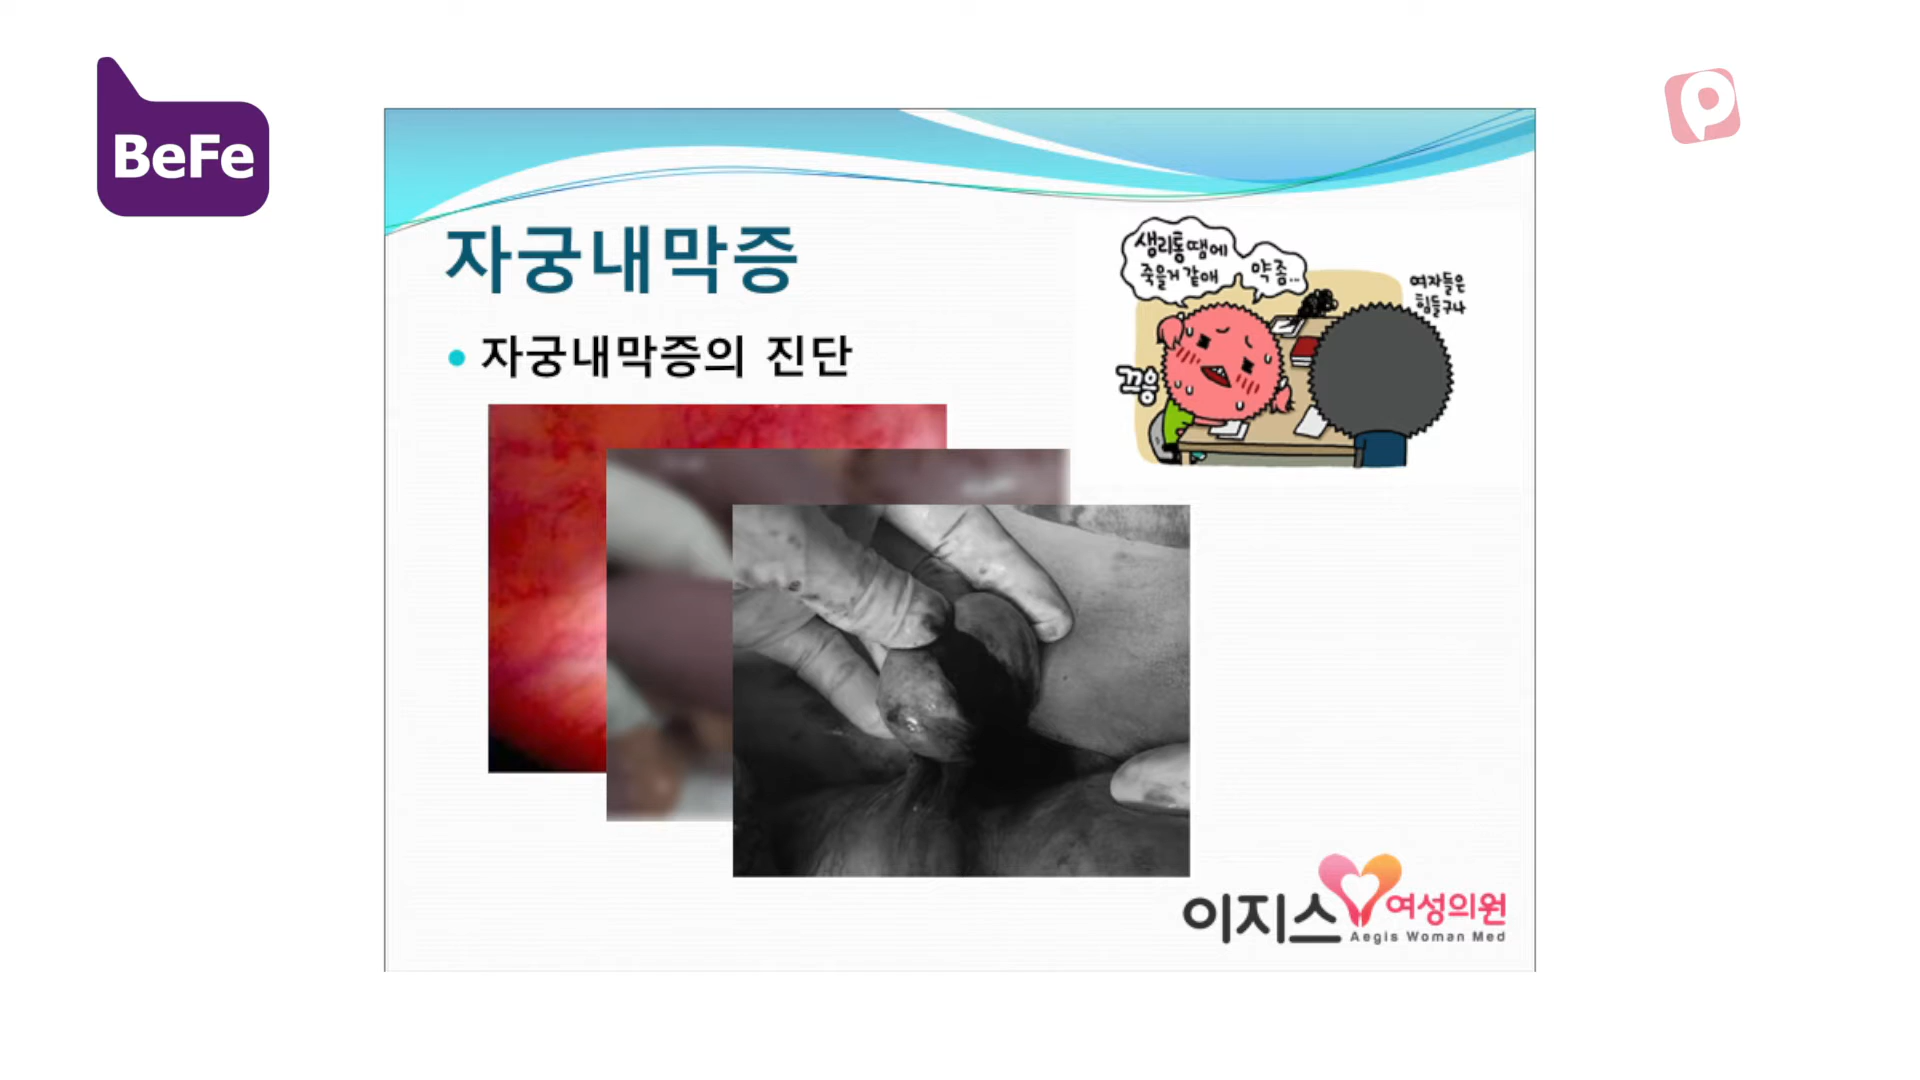 BeFe
자궁내막증
생리통땜에
죽을거 같애
약좀...
여자들은
힘들구나
끄응
자궁내막증의 진단
이지스 여성의원
Aegis Woman Med